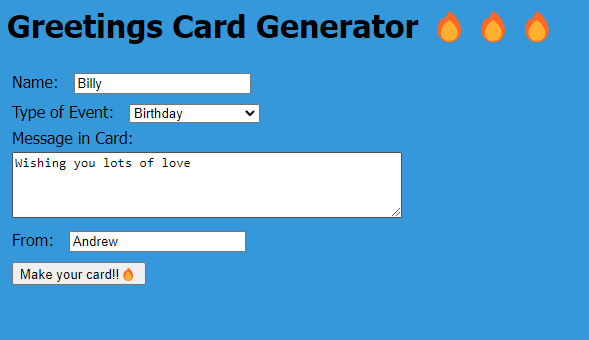 Greetings Card Generator 🔥 🔥 🔥
Name: Billy
Type of Event: Birthday
Message in Card:
Wishing you lots of love
From: Andrew
Make your card!!🔥